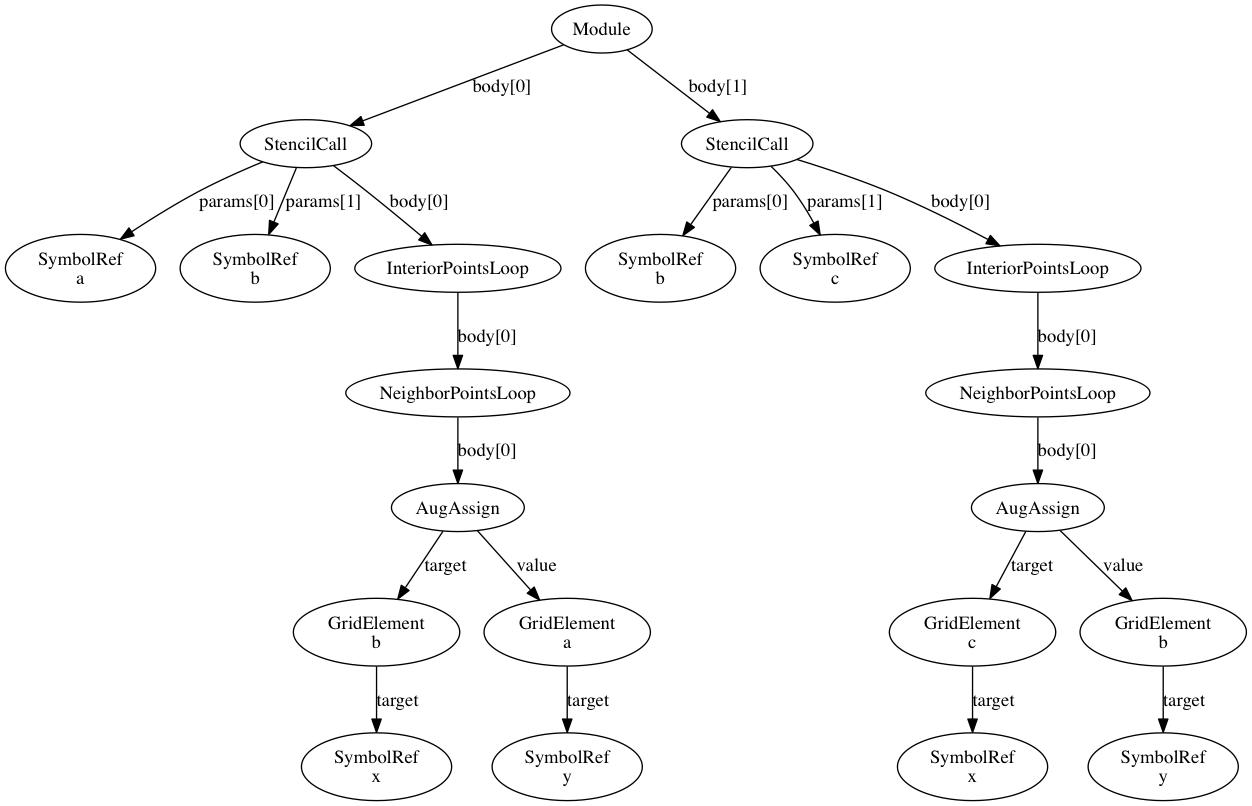 Module
body[0]
body[1]
StencilCall
StencilCall
params[0]
params[1]
body[0]
params[0]
params[1]
body[0]
SymbolRef
a
SymbolRef
b
InteriorPointsLoop
SymbolRef
b
SymbolRef
c
InteriorPointsLoop
body[0]
body[0]
NeighborPointsLoop
NeighborPointsLoop
body[0]
body[0]
AugAssign
AugAssign
target
value
target
value
GridElement
b
GridElement
a
GridElement
c
GridElement
b
target
target
target
target
SymbolRef
x
SymbolRef
y
SymbolRef
x
SymbolRef
y